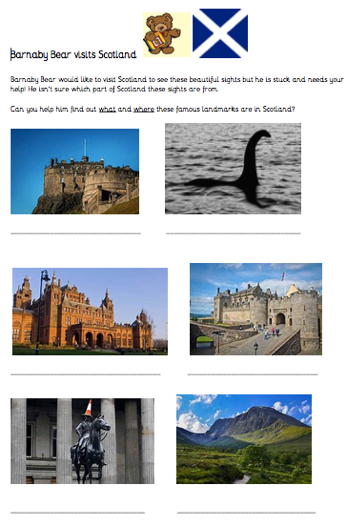 Barnaby Bear visits Scotland
Barnaby Bear would like to visit Scotland to see these beautiful sights but he is stuck and needs your
help! He isn't sure which part of Scotland these sights are from.
Can you help him find out what and where these famous landmarks are in Scotland?